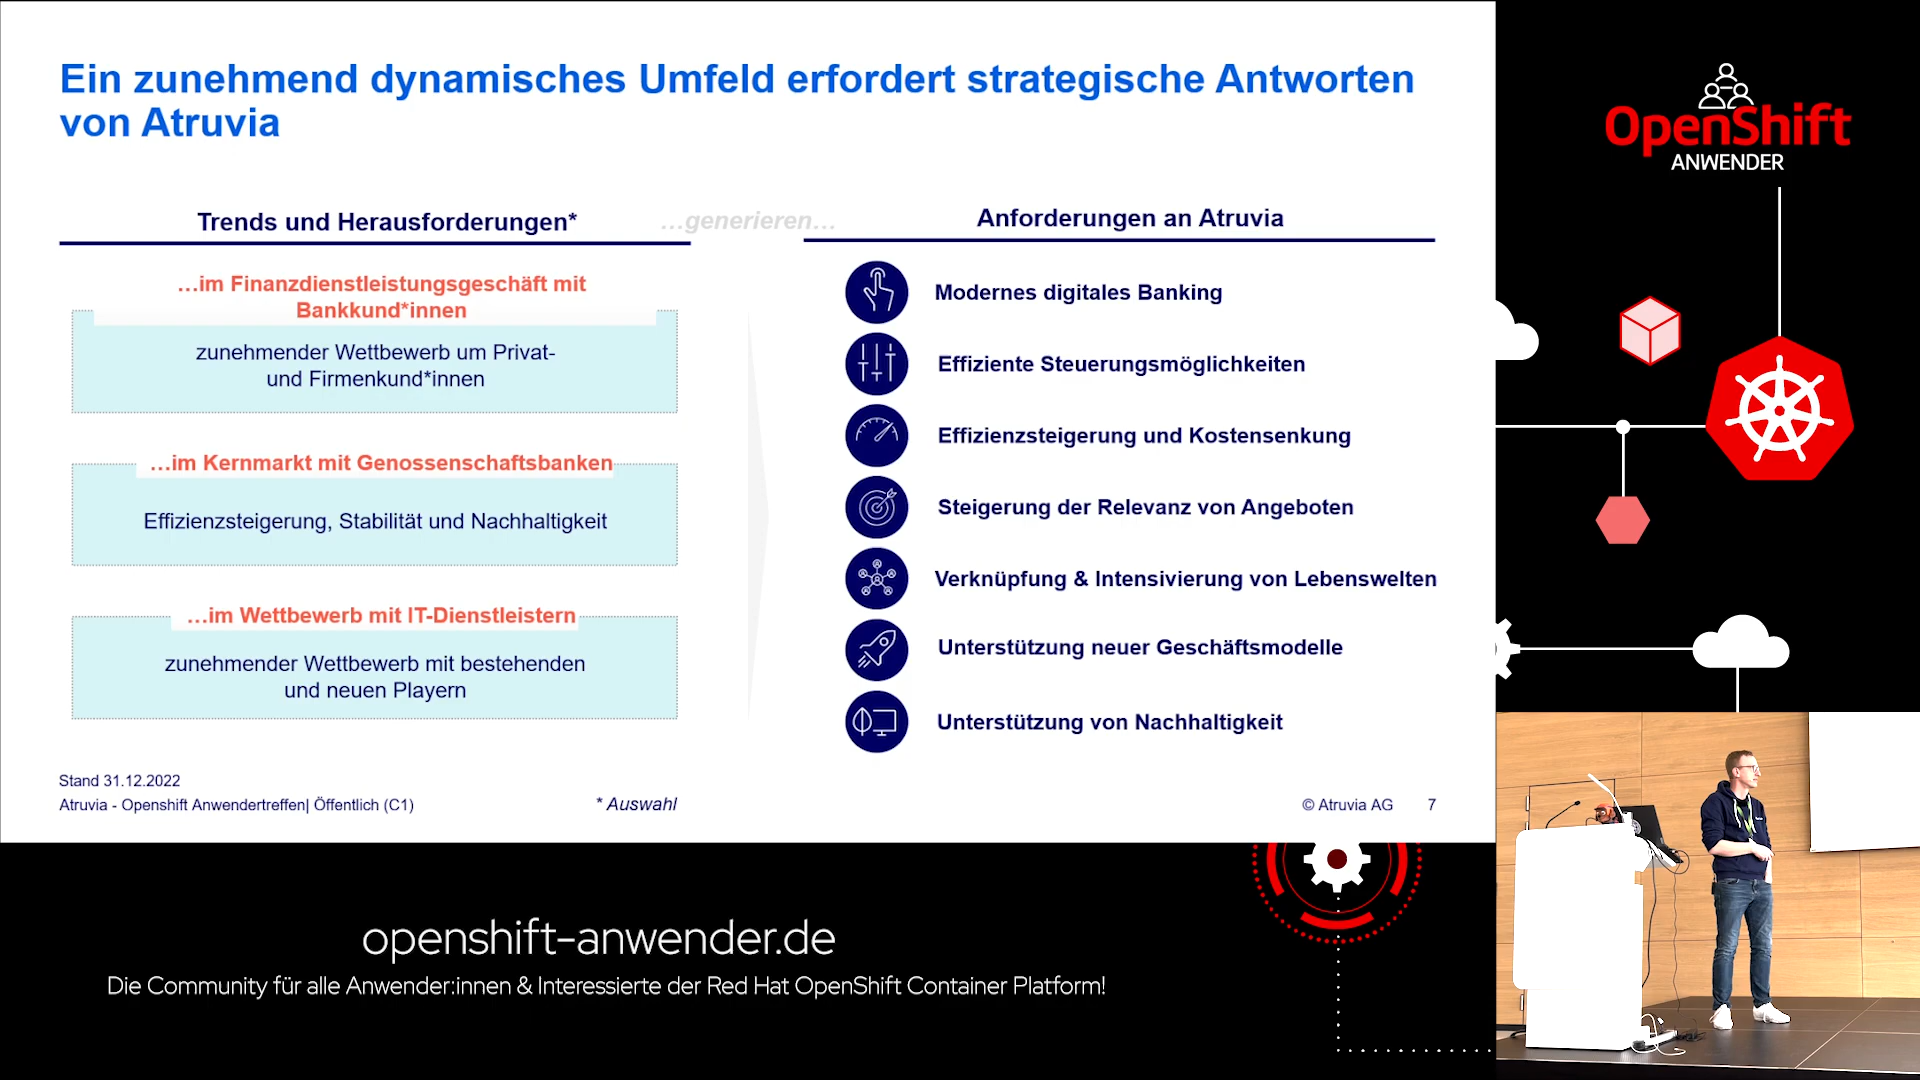 Ein zunehmend dynamisches Umfeld erfordert strategische Antworten
von Atruvia
Trends und Herausforderungen*
…generieren…
Anforderungen an Atruvia
…im Finanzdienstleistungsgeschäft mit
Bankkund*innen
zunehmender Wettbewerb um Privat-
und Firmenkund*innen
…im Kernmarkt mit Genossenschaftsbanken
Effizienzsteigerung, Stabilität und Nachhaltigkeit
…im Wettbewerb mit IT-Dienstleistern
zunehmender Wettbewerb mit bestehenden
und neuen Playern
Modernes digitales Banking
Effiziente Steuerungsmöglichkeiten
Effizienzsteigerung und Kostensenkung
Steigerung der Relevanz von Angeboten
Verknüpfung & Intensivierung von Lebenswelten
Unterstützung neuer Geschäftsmodelle
Unterstützung von Nachhaltigkeit
Stand 31.12.2022
Atruvia - Openshift Anwendertreffen| Öffentlich (C1)
* Auswahl
© Atruvia AG
7
OpenShift
ANWENDER
openshift-anwender.de
Die Community für alle Anwender:innen & Interessierte der Red Hat OpenShift Container Platform!